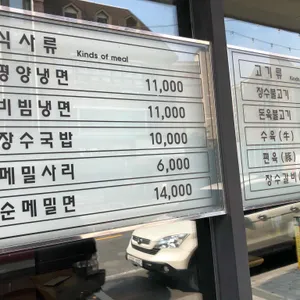 식사류
Kinds of meal
평양냉면 11,000
비빔냉면 11,000
장수국밥 10,000
메밀사리 6,000
순메밀면 14,000
고기류
장수불고기
돈육불고기
수육 (牛)
편육 (豚)
장수갈비